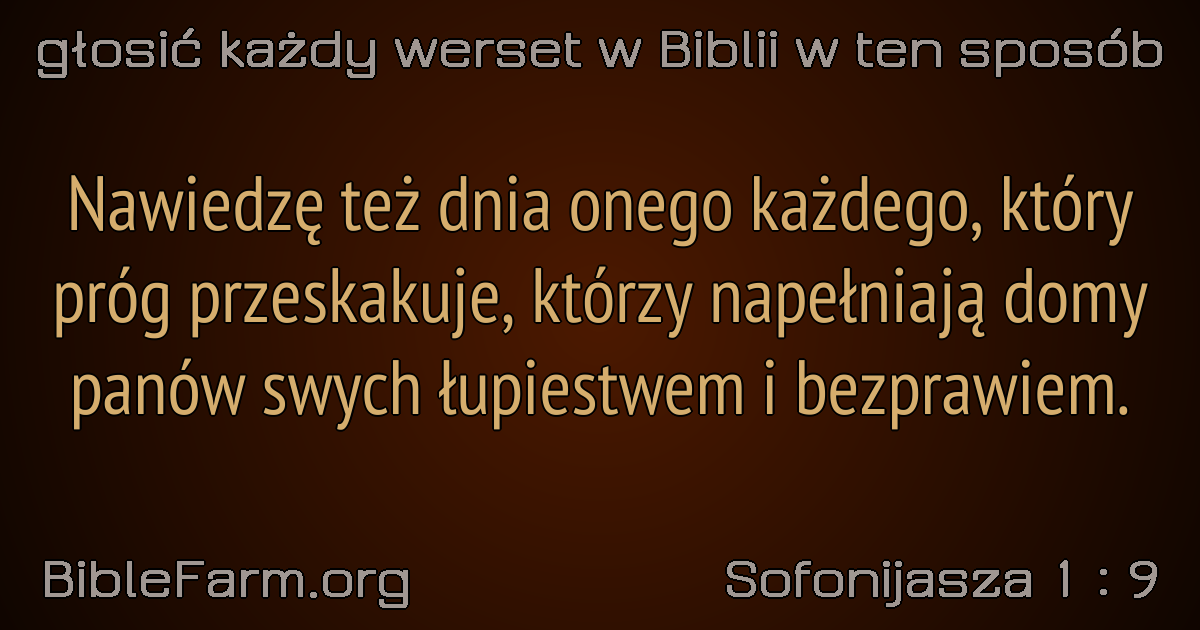 głosić każdy werset w Biblii w ten sposób
Nawiedzę też dnia onego każdego, który
próg przeskakuje, którzy napełniają domy
panów swych łupiestwem i bezprawiem.
BibleFarm.org
Sofonijasza 1 : 9